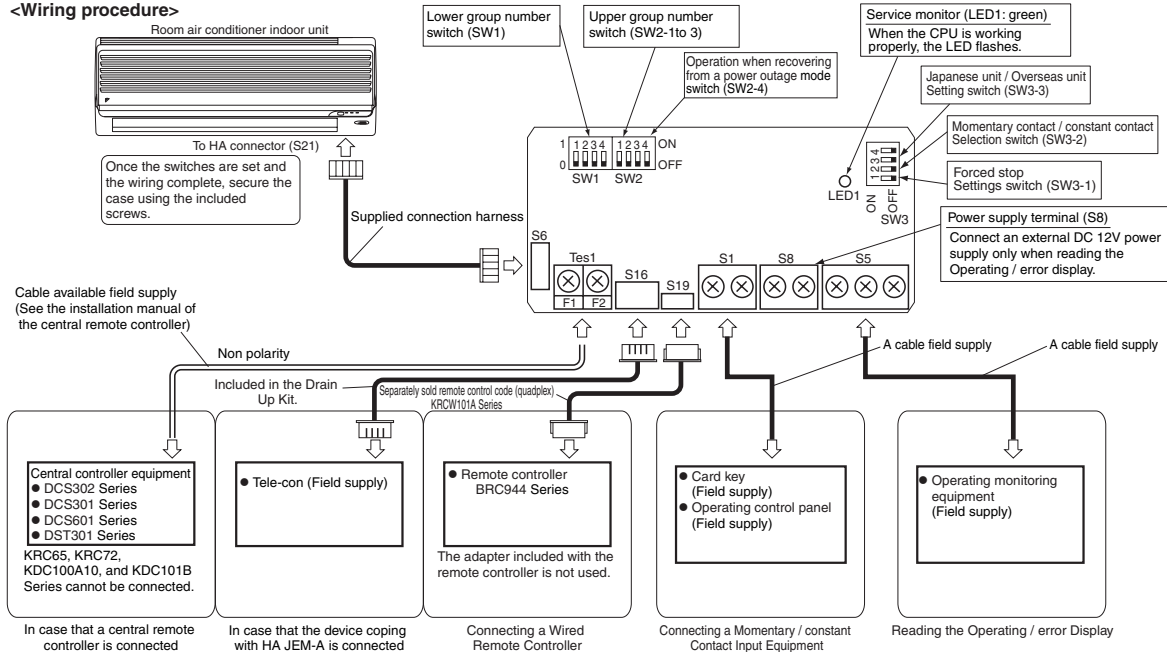 <Wiring procedure>
Room air conditioner indoor unit
To HA connector (S21)
Once the switches are set and
the wiring complete, secure the
case using the included
screws.
Supplied connection harness
Lower group number
switch (SW1)
Upper group number
switch (SW2-1to 3)
Operation when recovering
from a power outage mode
switch (SW2-4)
Service monitor (LED1: green)
When the CPU is working
properly, the LED flashes.
Japanese unit / Overseas unit
Setting switch (SW3-3)
Momentary contact / constant contact
Selection switch (SW3-2)
Forced stop
Settings switch (SW3-1)
Power supply terminal (S8)
Connect an external DC 12V power
supply only when reading the
Operating / error display.
1 1 2 3 4 1 2 3 4 ON
0 OFF
SW1 SW2
LED1
1 2 3 4
ON
OFF
SW3
S6
Tes1
F1 F2
S16
S19
S1
S8
S5
Cable available field supply
(See the installation manual of
the central remote controller)
Non polarity
Included in the Drain
Up Kit.
Separately sold remote control code (quadplex)
KRCW101A Series
A cable field supply
A cable field supply
Central controller equipment
● DCS302 Series
● DCS301 Series
● DCS601 Series
● DST301 Series
KRC65, KRC72,
KDC100A10, and KDC101B
Series cannot be connected.
In case that a central remote
controller is connected
● Tele-con (Field supply)
In case that the device coping
with HA JEM-A is connected
● Remote controller
BRC944 Series
The adapter included with the
remote controller is not used.
Connecting a Wired
Remote Controller
● Card key
(Field supply)
● Operating control panel
(Field supply)
Connecting a Momentary / constant
Contact Input Equipment
● Operating monitoring
equipment
(Field supply)
Reading the Operating / error Display